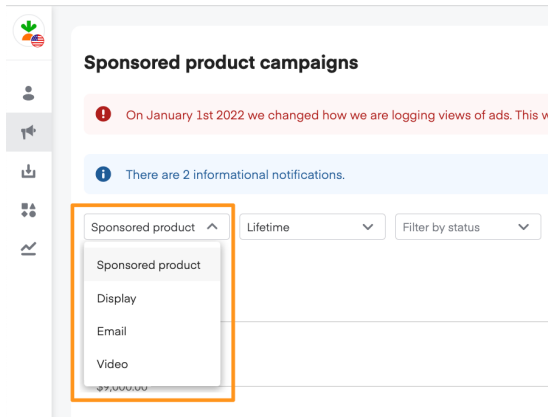 Sponsored product campaigns
On January 1st 2022 we changed how we are logging views of ads. This w
There are 2 informational notifications.
Sponsored product
Lifetime
Filter by status
Sponsored product
Display
Email
Video
$9,000.00